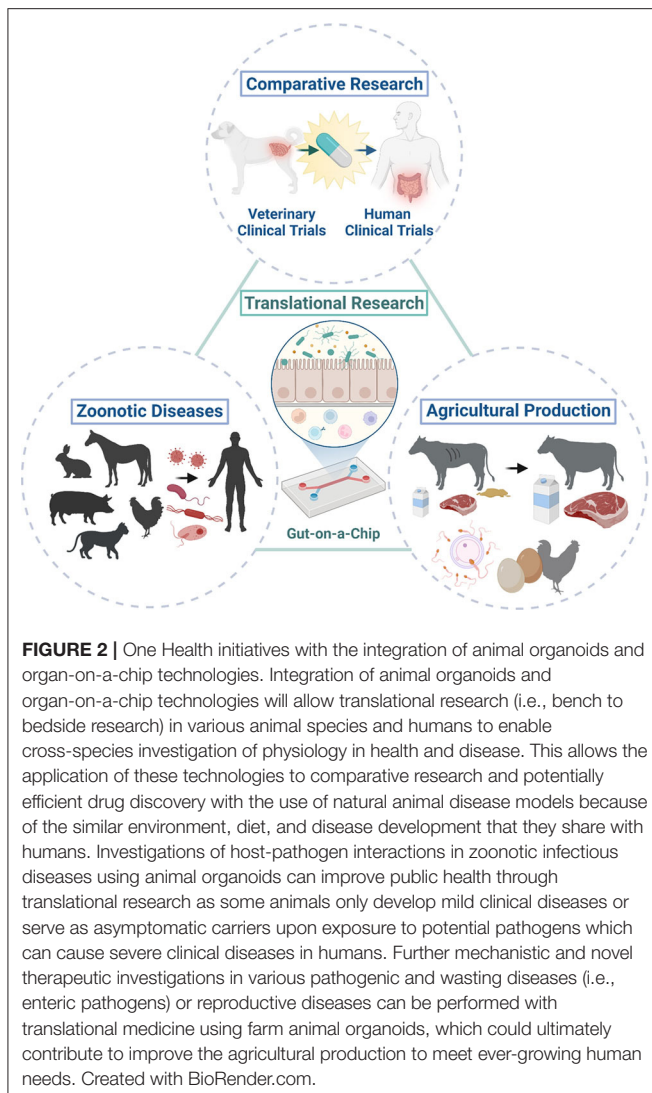 Comparative Research
Veterinary
Clinical Trials
Human
Clinical Trials
Translational Research
Zoonotic Diseases
Agricultural Production
Gut-on-a-Chip
FIGURE 2 | One Health initiatives with the integration of animal organoids and
organ-on-a-chip technologies. Integration of animal organoids and
organ-on-a-chip technologies will allow translational research (i.e., bench to
bedside research) in various animal species and humans to enable
cross-species investigation of physiology in health and disease. This allows the
application of these technologies to comparative research and potentially
efficient drug discovery with the use of natural animal disease models because
of the similar environment, diet, and disease development that they share with
humans. Investigations of host-pathogen interactions in zoonotic infectious
diseases using animal organoids can improve public health through
translational research as some animals only develop mild clinical diseases or
serve as asymptomatic carriers upon exposure to potential pathogens which
can cause severe clinical diseases in humans. Further mechanistic and novel
therapeutic investigations in various pathogenic and wasting diseases (i.e.,
enteric pathogens) or reproductive diseases can be performed with
translational medicine using farm animal organoids, which could ultimately
contribute to improve the agricultural production to meet ever-growing human
needs. Created with BioRender.com.